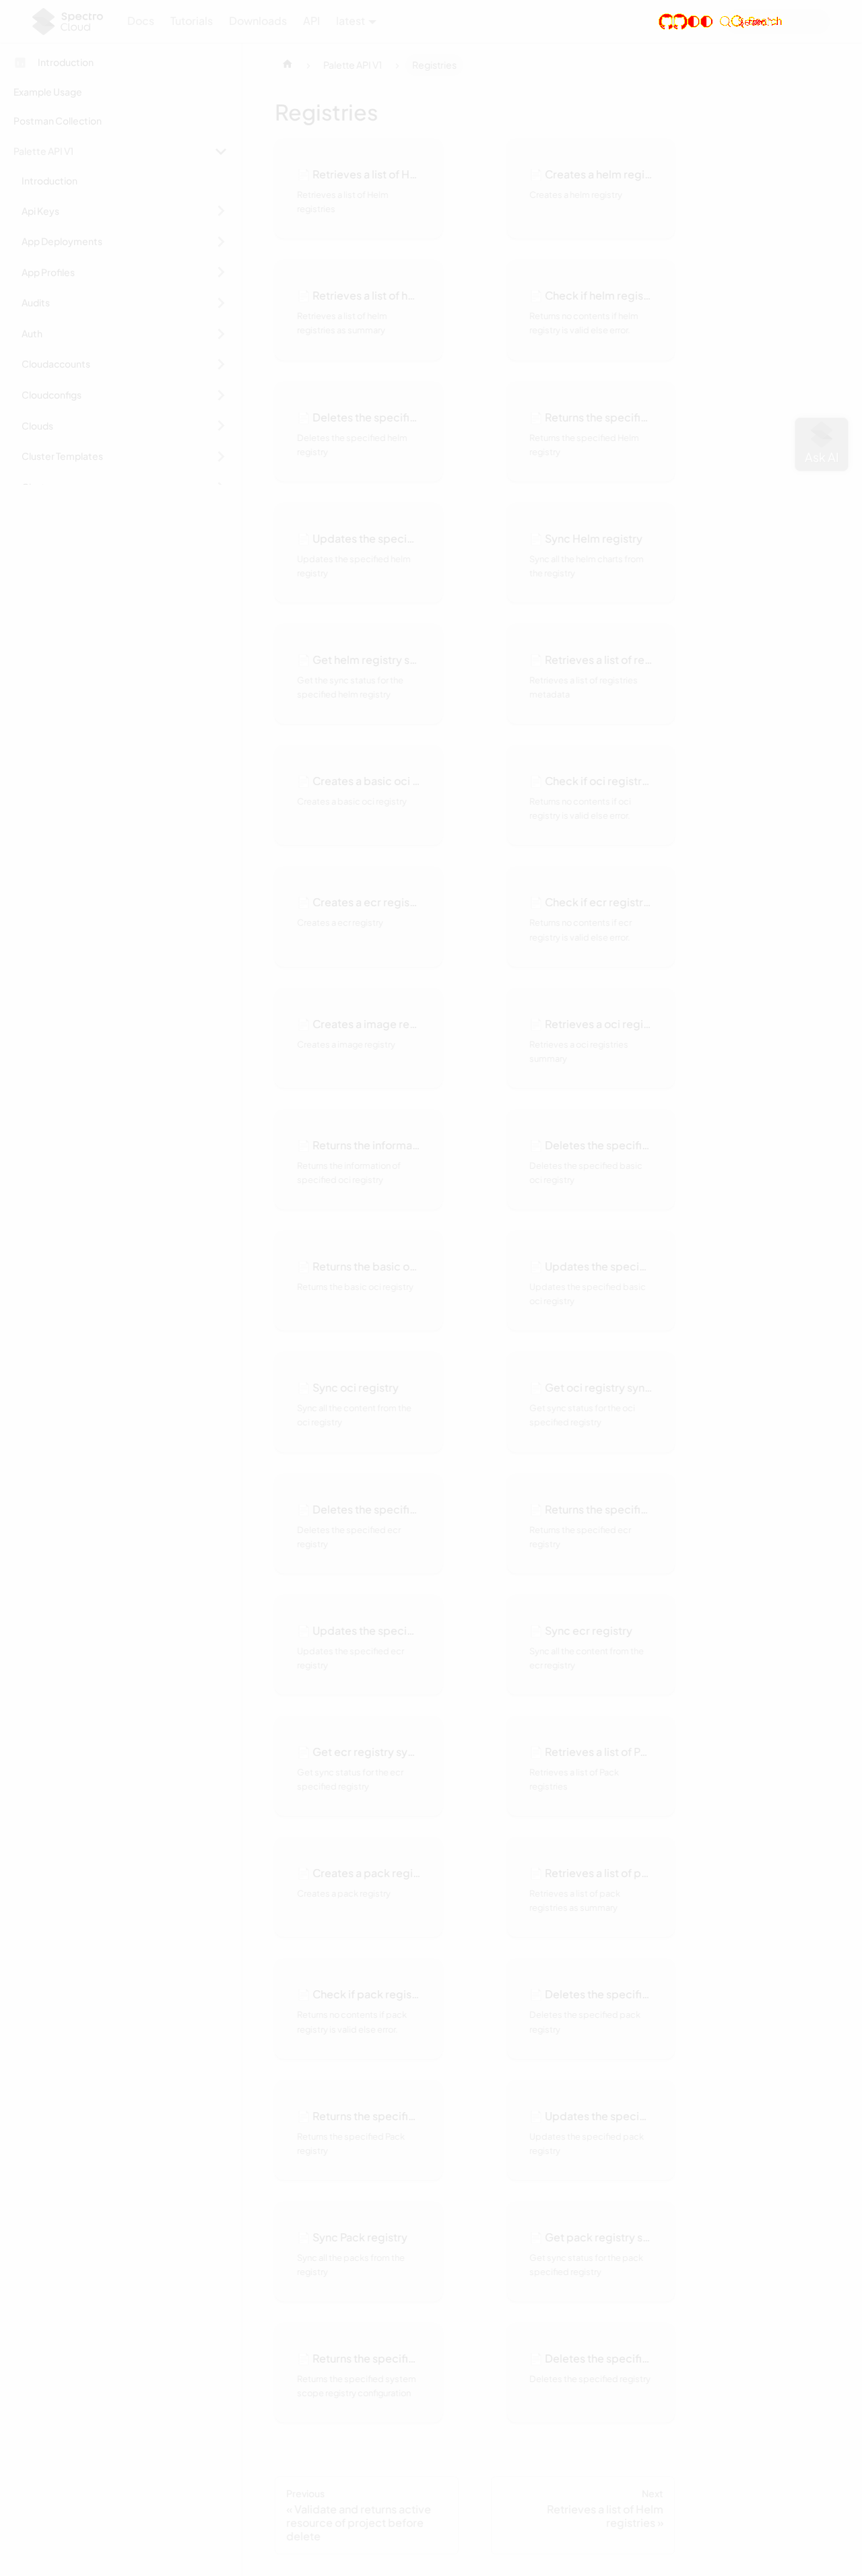 Spectro Cloud
Docs Tutorials Downloads API latest
Introduction
Example Usage
Postman Collection
Palette API V1
Introduction
Api Keys
App Deployments
App Profiles
Audits
Auth
Cloudaccounts
Cloudconfigs
Clouds
Cluster Templates
Palette API V1
Registries
Registries
Retrieves a list of H...
Retrieves a list of Helm
registries
Creates a helm regi...
Creates a helm registry
Retrieves a list of h...
Retrieves a list of helm
registries as summary
Check if helm regis...
Returns no contents if helm
registry is valid else error.
Deletes the specifi...
Deletes the specified helm
registry
Returns the specifi...
Returns the specified Helm
registry
Updates the speci...
Updates the specified helm
registry
Sync Helm registry
Sync all the helm charts from
the registry
Get helm registry s...
Get the sync status for the
specified helm registry
Retrieves a list of re...
Retrieves a list of registries
metadata
Creates a basic oci ...
Creates a basic oci registry
Check if oci registr...
Returns no contents if oci
registry is valid else error.
Creates a ecr regis...
Creates a ecr registry
Check if ecr registr...
Returns no contents if ecr
registry is valid else error.
Creates a image re...
Creates a image registry
Retrieves a oci regi...
Retrieves a oci registries
summary
Returns the informa...
Returns the information of
specified oci registry
Deletes the specifi...
Deletes the specified basic
oci registry
Returns the basic o...
Returns the basic oci registry
Updates the speci...
Updates the specified basic
oci registry
Sync oci registry
Sync all the content from the
oci registry
Get oci registry syn...
Get sync status for the oci
specified registry
Deletes the specifi...
Deletes the specified ecr
registry
Returns the specifi...
Returns the specified ecr
registry
Updates the speci...
Updates the specified ecr
registry
Sync ecr registry
Sync all the content from the
ecr registry
Get ecr registry sy...
Get sync status for the ecr
specified registry
Retrieves a list of P...
Retrieves a list of Pack
registries
Creates a pack regi...
Creates a pack registry
Retrieves a list of p...
Retrieves a list of pack
registries as summary
Check if pack regis...
Returns no contents if pack
registry is valid else error.
Deletes the specifi...
Deletes the specified pack
registry
Returns the specifi...
Returns the specified Pack
registry
Updates the speci...
Updates the specified pack
registry
Sync Pack registry
Sync all the packs from the
registry
Get pack registry s...
Get sync status for the pack
specified registry
Returns the specifi...
Returns the specified system
scope registry configuration
Deletes the specifi...
Deletes the specified registry
Ask AI
Previous
« Validate and returns active
resource of project before
delete
Next
Retrieves a list of Helm
registries »